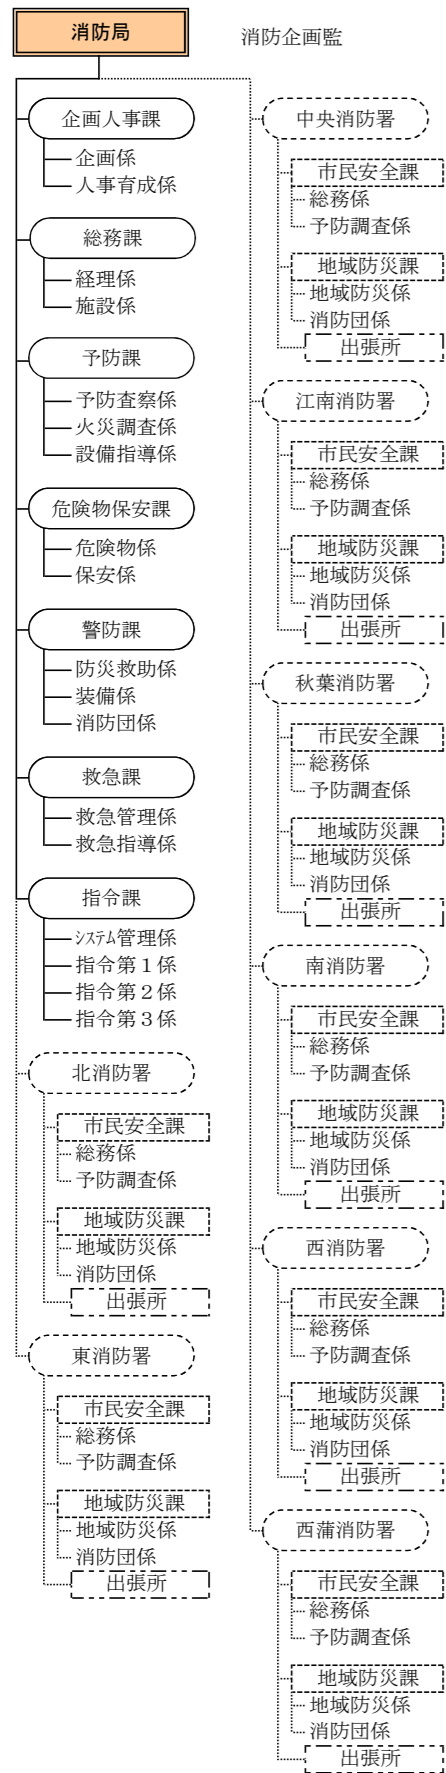 消防局
消防企画監
企画人事課
企画係
人事育成係
総務課
経理係
施設係
予防課
予防査察係
火災調査係
設備指導係
危険物保安課
危険物係
保安係
警防課
防災救助係
装備係
消防団係
救急課
救急管理係
救急指導係
指令課
ｼｽﾃﾑ管理係
指令第１係
指令第２係
指令第３係
北消防署
市民安全課
総務係
予防調査係
地域防災課
地域防災係
消防団係
出張所
東消防署
市民安全課
総務係
予防調査係
地域防災課
地域防災係
消防団係
出張所
中央消防署
市民安全課
総務係
予防調査係
地域防災課
地域防災係
消防団係
出張所
江南消防署
市民安全課
総務係
予防調査係
地域防災課
地域防災係
消防団係
出張所
秋葉消防署
市民安全課
総務係
予防調査係
地域防災課
地域防災係
消防団係
出張所
南消防署
市民安全課
総務係
予防調査係
地域防災課
地域防災係
消防団係
出張所
西消防署
市民安全課
総務係
予防調査係
地域防災課
地域防災係
消防団係
出張所
西蒲消防署
市民安全課
総務係
予防調査係
地域防災課
地域防災係
消防団係
出張所